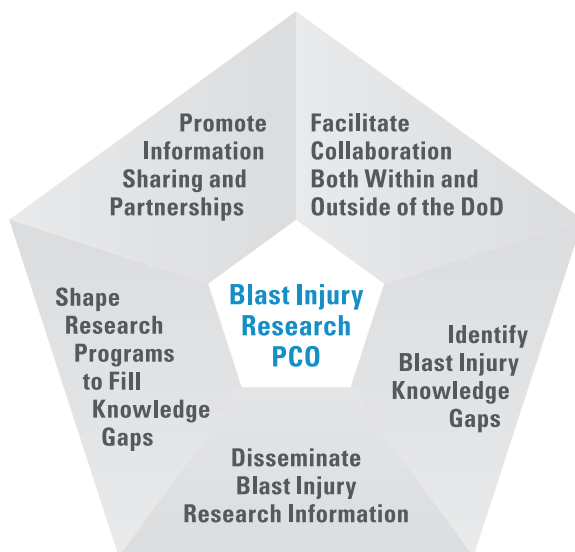 Promote
Information
Sharing and
Partnerships
Facilitate
Collaboration
Both Within and
Outside of the DoD
Blast Injury
Research
PCO
Shape
Research
Programs
to Fill
Knowledge
Gaps
Identify
Blast Injury
Knowledge
Gaps
Disseminate
Blast Injury
Research Information